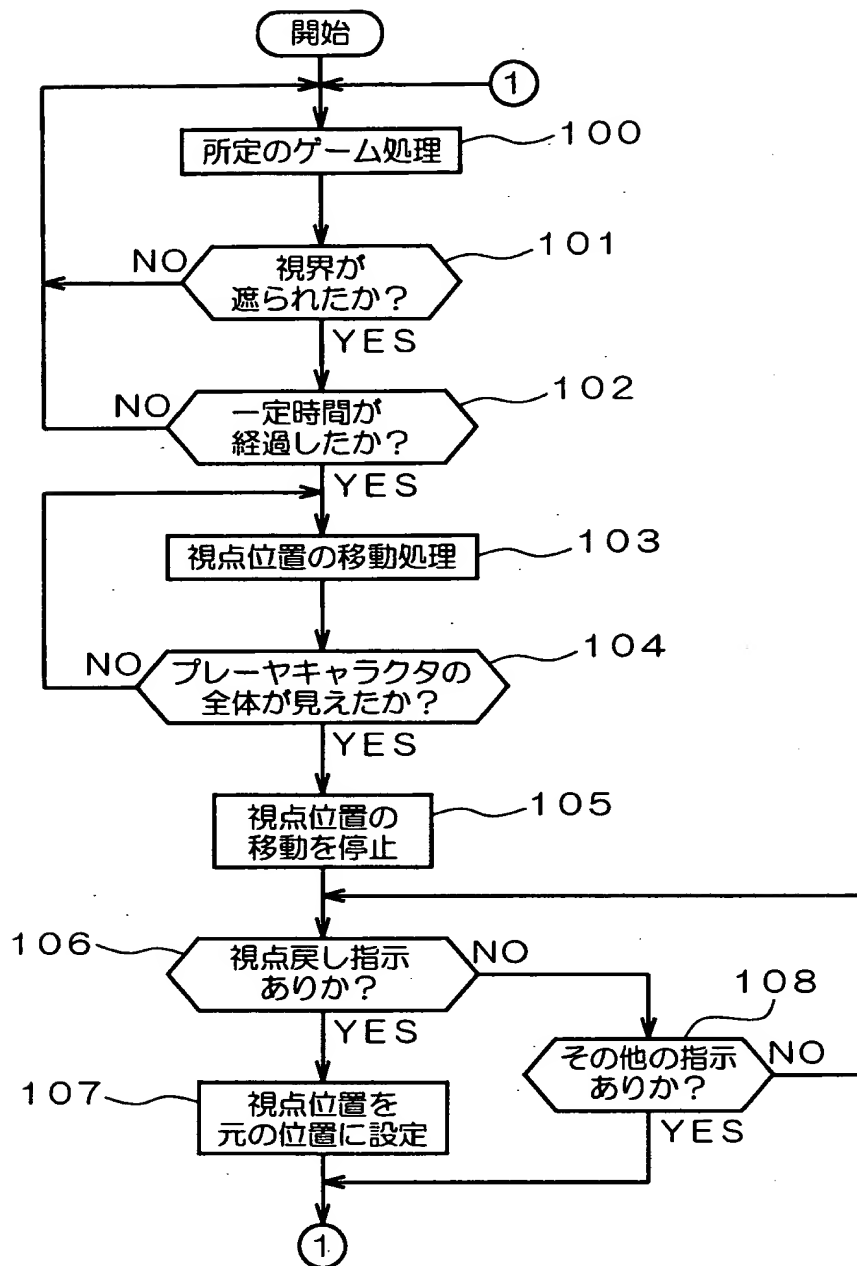 開始
①
所定のゲーム処理
100
視界が
遮られたか？
101
NO
YES
一定時間が
経過したか？
102
NO
YES
視点位置の移動処理
103
プレーヤキャラクタの
全体が見えたか？
104
NO
YES
視点位置の
移動を停止
105
106
視点戻し指示
ありか？
NO
YES
108
その他の指示
ありか？
NO
YES
107
視点位置を
元の位置に設定
①